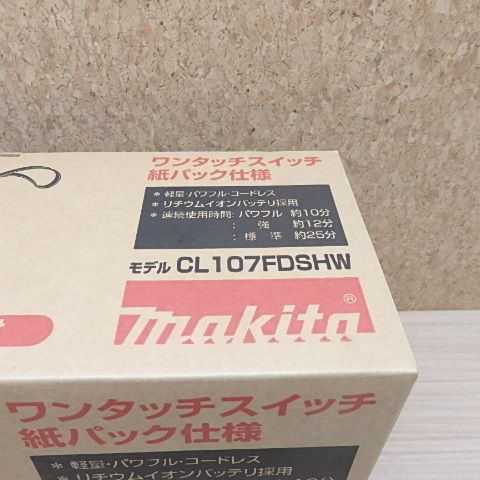 ワンタッチスイッチ
紙パック仕様
* 軽量・パワフル・コードレス
* リチウムイオンバッテリ採用
* 連続使用時間: パワフル 約10分
: 強 約12分
: 標準 約25分
モデル CL107FDSHW
makita®
ワンタッチスイッチ
紙パック仕様
* 軽量・パワフル・コードレス
* リチウムイオンバッテリ採用